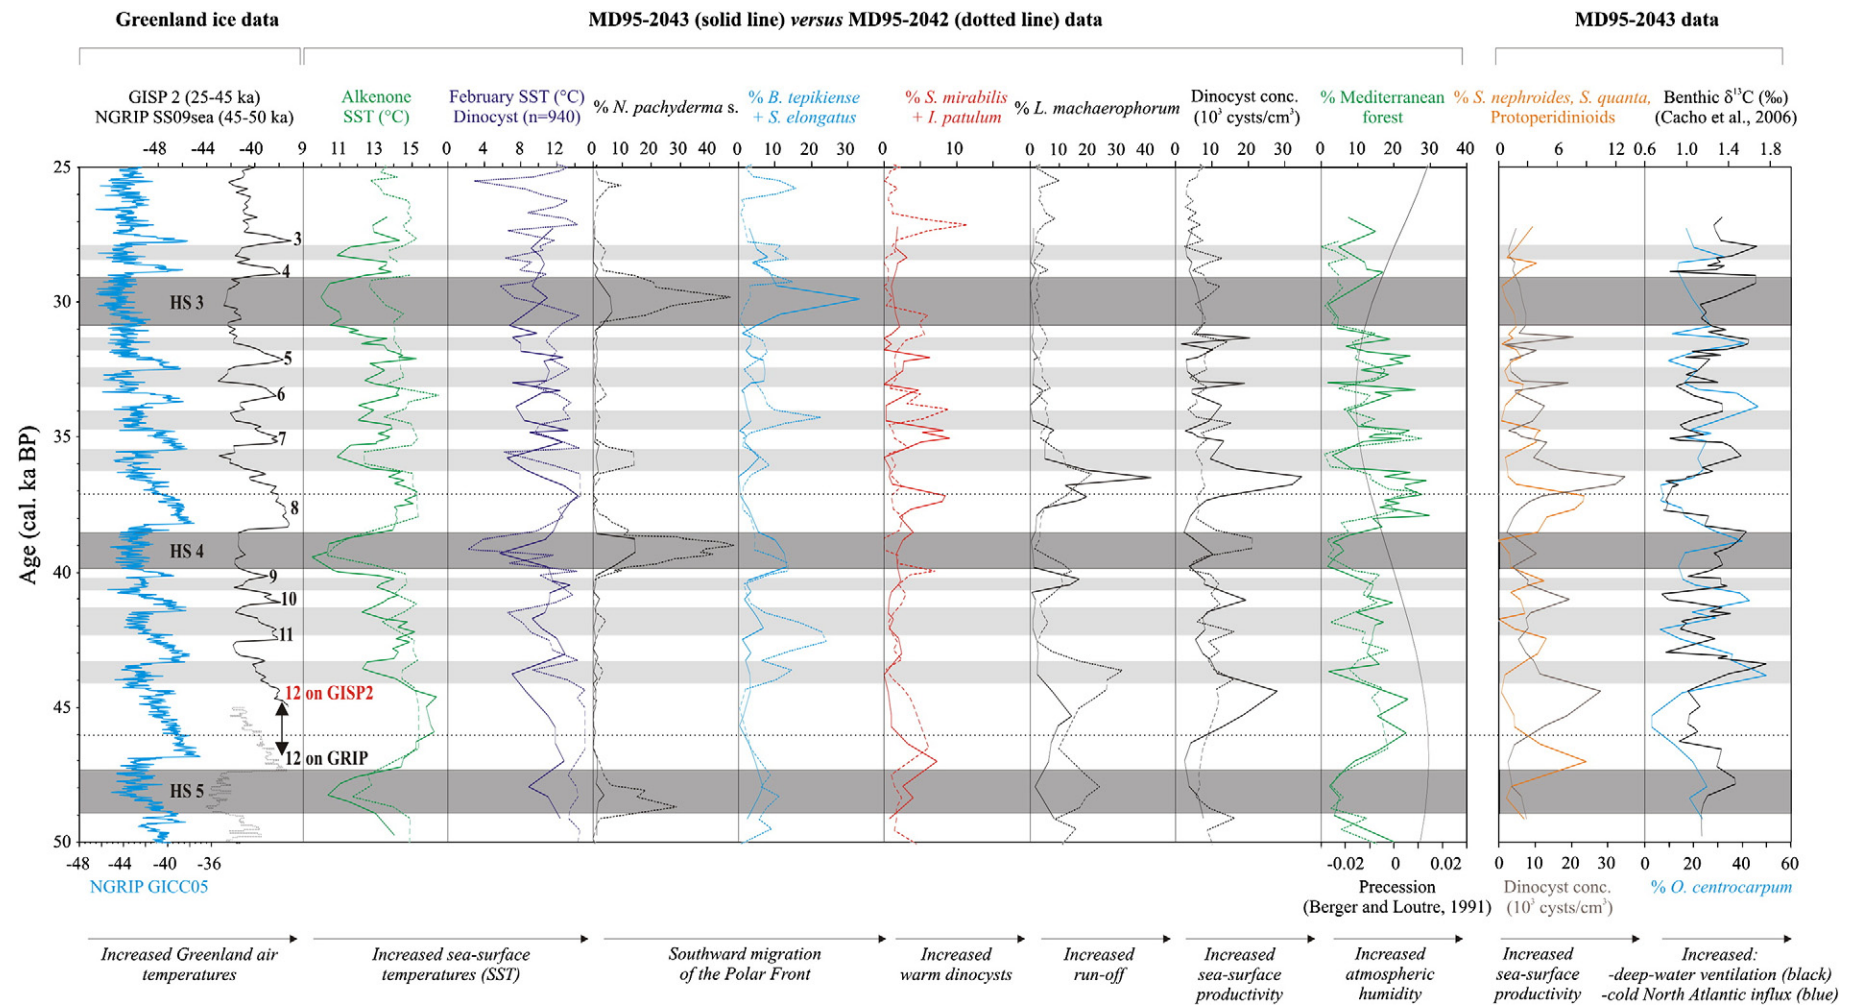 Greenland ice data
MD95-2043 (solid line) versus MD95-2042 (dotted line) data
MD95-2043 data
GISP 2 (25-45 ka)
NGRIP SS09sea (45-50 ka)
Alkenone
SST (°C)
February SST (°C)
Dinocyst (n=940)
% N. pachyderma s.
% B. tepikiense
+ S. elongatus
% S. mirabilis
+ I. patulum
% L. machaerophorum
Dinocyst conc.
(10³ cysts/cm³)
% Mediterranean
forest
% S. nephroides, S. quanta,
Protoperidinioids
Benthic δ¹³C (‰)
(Cacho et al., 2006)
-48 -44 -40
9 11 13 15
0 4 8 12
0 10 20 30 40
0 10 20 30
0 10
0 10 20 30 40
0 10 20 30
0 10 20 30 40
0 6 12
0.6 1.0 1.4 1.8
Age (cal. ka BP)
25
30
35
40
45
50
3
4
HS 3
5
6
7
8
HS 4
9
10
11
12 on GISP2
12 on GRIP
HS 5
-48 -44 -40 -36
NGRIP GICC05
-0.02 0 0.02 0.04
Precession
(Berger and Loutre, 1991)
0 10 20 30
Dinocyst conc.
(10³ cysts/cm³)
0 20 40 60
% O. centrocarpum
Increased Greenland air
temperatures
Increased sea-surface
temperatures (SST)
Southward migration
of the Polar Front
Increased
warm dinocysts
Increased
run-off
Increased
sea-surface
productivity
Increased
atmospheric
humidity
Increased
sea-surface
productivity
Increased:
-deep-water ventilation (black)
-cold North Atlantic influx (blue)